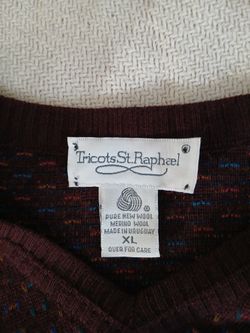 Tricots St. Raphael
PURE NEW WOOL
MERINO WOOL
MADE IN URUGUAY
XL
OVER FOR CARE